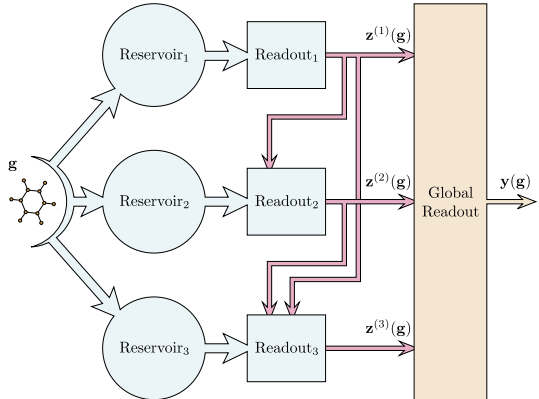 g
Reservoir₁
Readout₁
z⁽¹⁾(g)
Reservoir₂
Readout₂
z⁽²⁾(g)
Global
Readout
y(g)
Reservoir₃
Readout₃
z⁽³⁾(g)